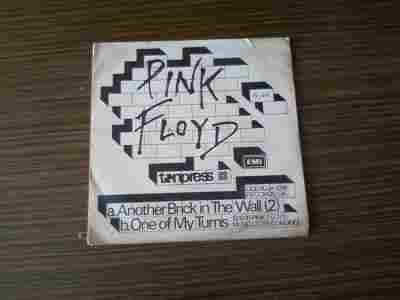 PINK
FLOYD
EMI
tonpress
a. Another Brick in The Wall (2)
b. One of My Turns